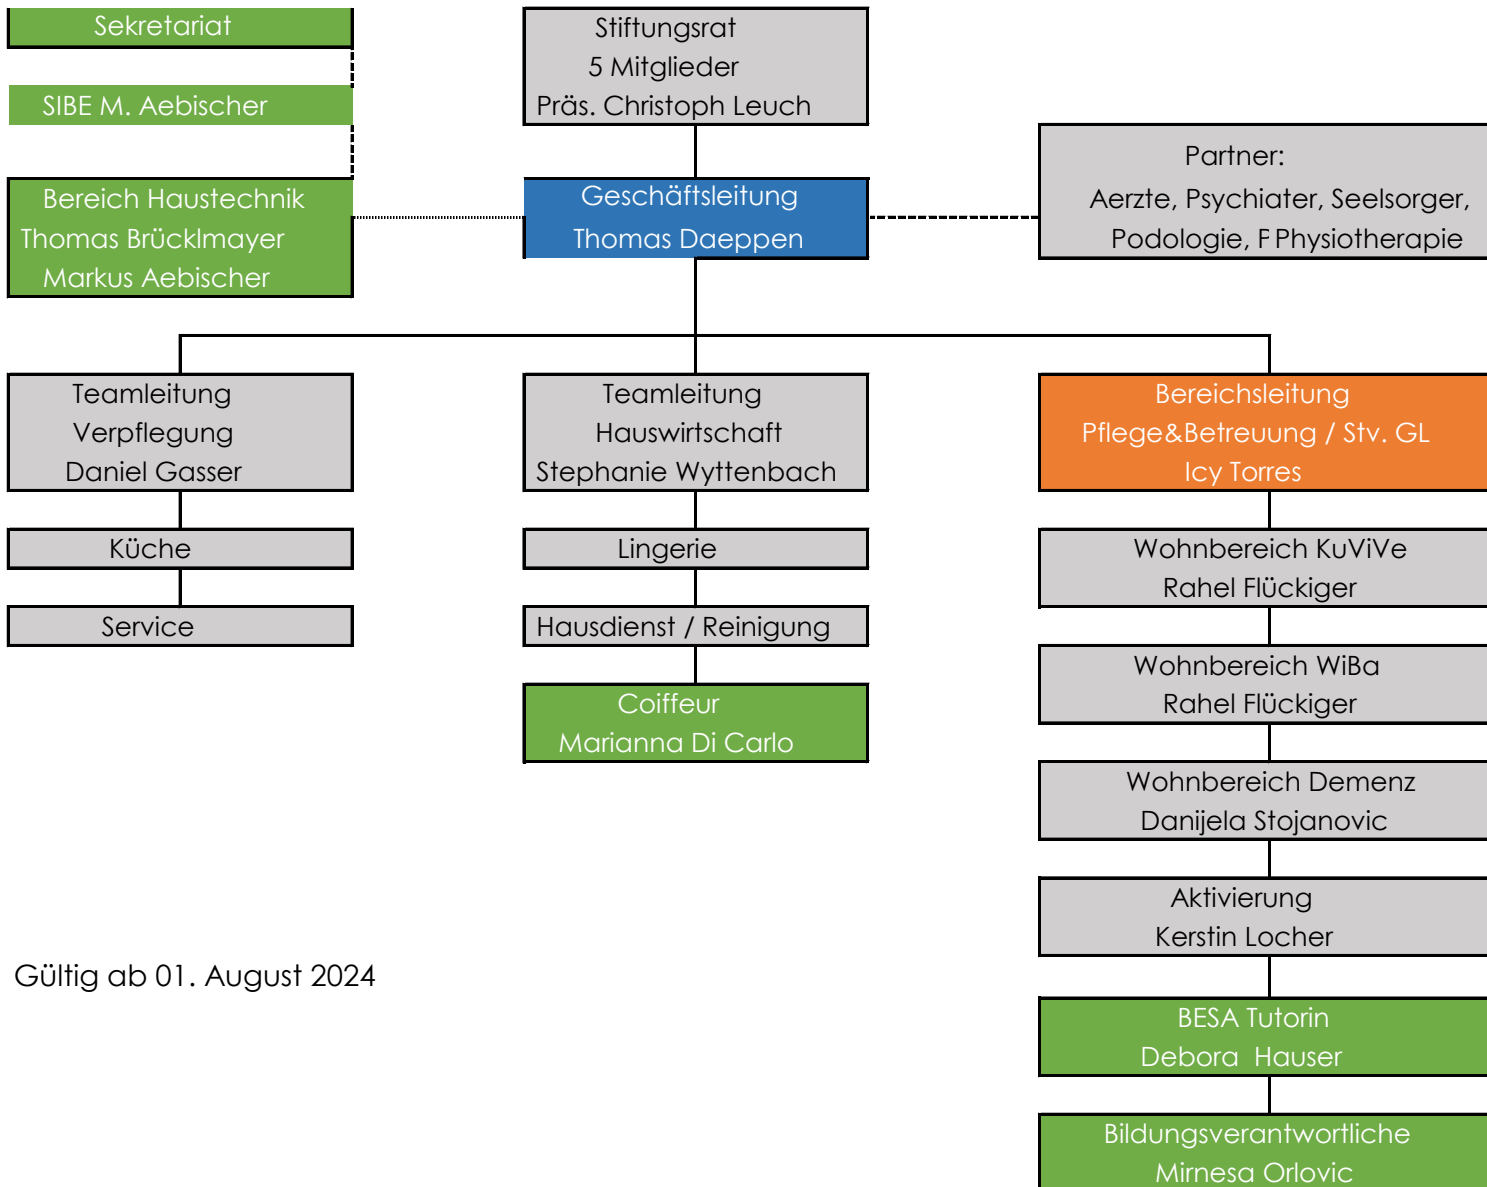 Sekretariat
SIBE M. Aebischer
Bereich Haustechnik
Thomas Brücklmayer
Markus Aebischer
Stiftungsrat
5 Mitglieder
Präs. Christoph Leuch
Geschäftsleitung
Thomas Daeppen
Partner:
Aerzte, Psychiater, Seelsorger,
Podologie, F Physiotherapie
Teamleitung
Verpflegung
Daniel Gasser
Küche
Service
Teamleitung
Hauswirtschaft
Stephanie Wyttenbach
Lingerie
Hausdienst / Reinigung
Coiffeur
Marianna Di Carlo
Bereichsleitung
Pflege&Betreuung / Stv. GL
Icy Torres
Wohnbereich KuViVe
Rahel Flückiger
Wohnbereich WiBa
Rahel Flückiger
Wohnbereich Demenz
Danijela Stojanovic
Aktivierung
Kerstin Locher
BESA Tutorin
Debora Hauser
Bildungsverantwortliche
Mirnesa Orlovic
Gültig ab 01. August 2024